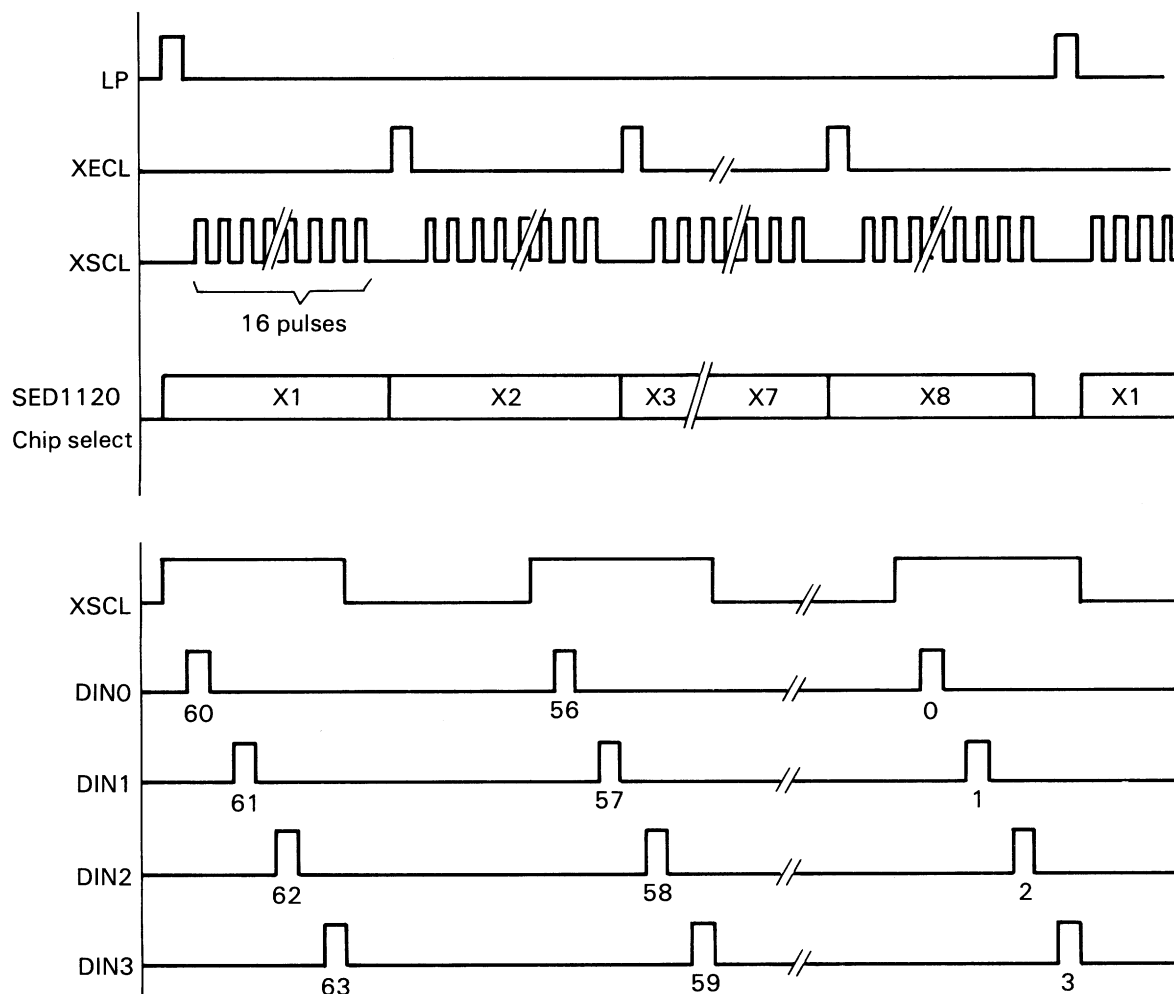 LP
XECL
XSCL
16 pulses
SED1120
Chip select
X1 X2 X3 X7 X8 X1
XSCL
DIN0
60 56 0
DIN1
61 57 1
DIN2
62 58 2
DIN3
63 59 3